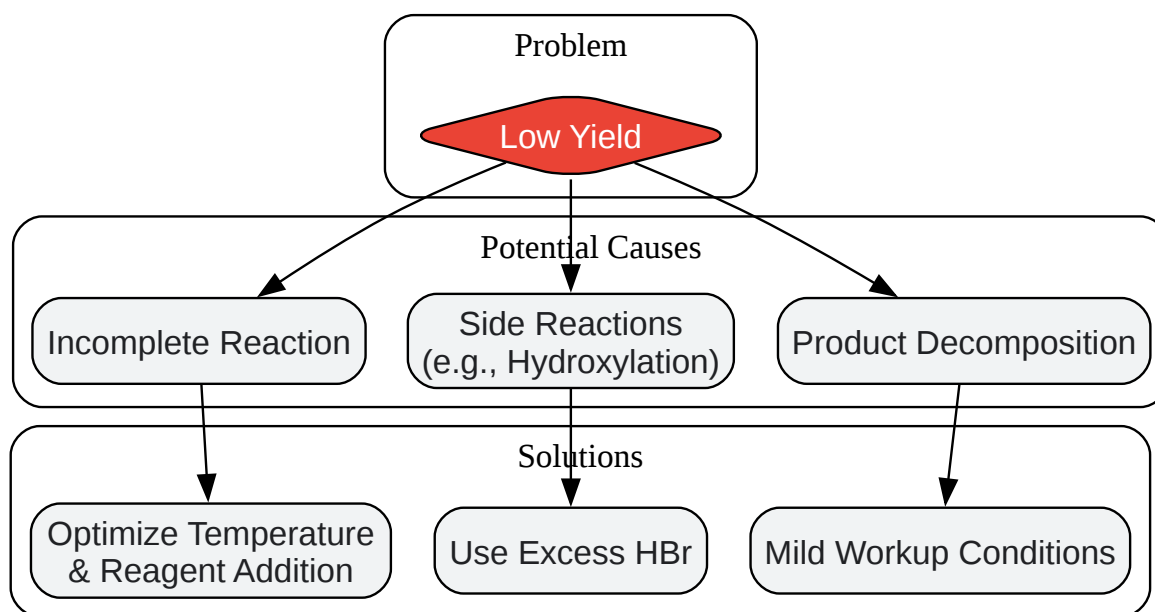 Problem
Low Yield
Potential Causes
Incomplete Reaction
Side Reactions
(e.g., Hydroxylation)
Product Decomposition
Solutions
Optimize Temperature
& Reagent Addition
Use Excess HBr
Mild Workup Conditions